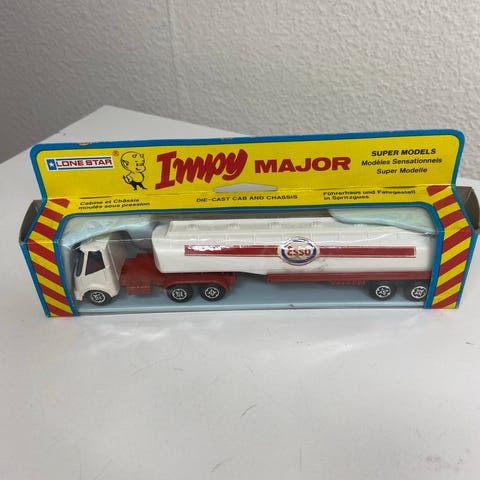 LONE STAR
Impy MAJOR
SUPER MODELS
Modèles Sensationnels
Super Modelle
Cabine et Châssis
moulés sous pression
DIE-CAST CAB AND CHASSIS
Führerhaus und Fahrgestell
in Spritzguss
ESSO